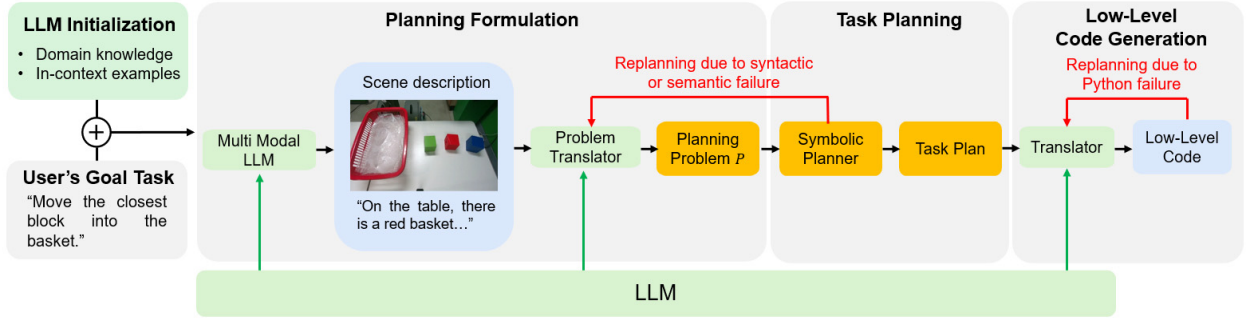 LLM Initialization
• Domain knowledge
• In-context examples
User's Goal Task
“Move the closest
block into the
basket.”
Planning Formulation
Multi Modal
LLM
Scene description
“On the table, there
is a red basket…”
Problem
Translator
Planning
Problem P
Replanning due to syntactic
or semantic failure
Task Planning
Symbolic
Planner
Task Plan
Low-Level
Code Generation
Replanning due to
Python failure
Translator
Low-Level
Code
LLM